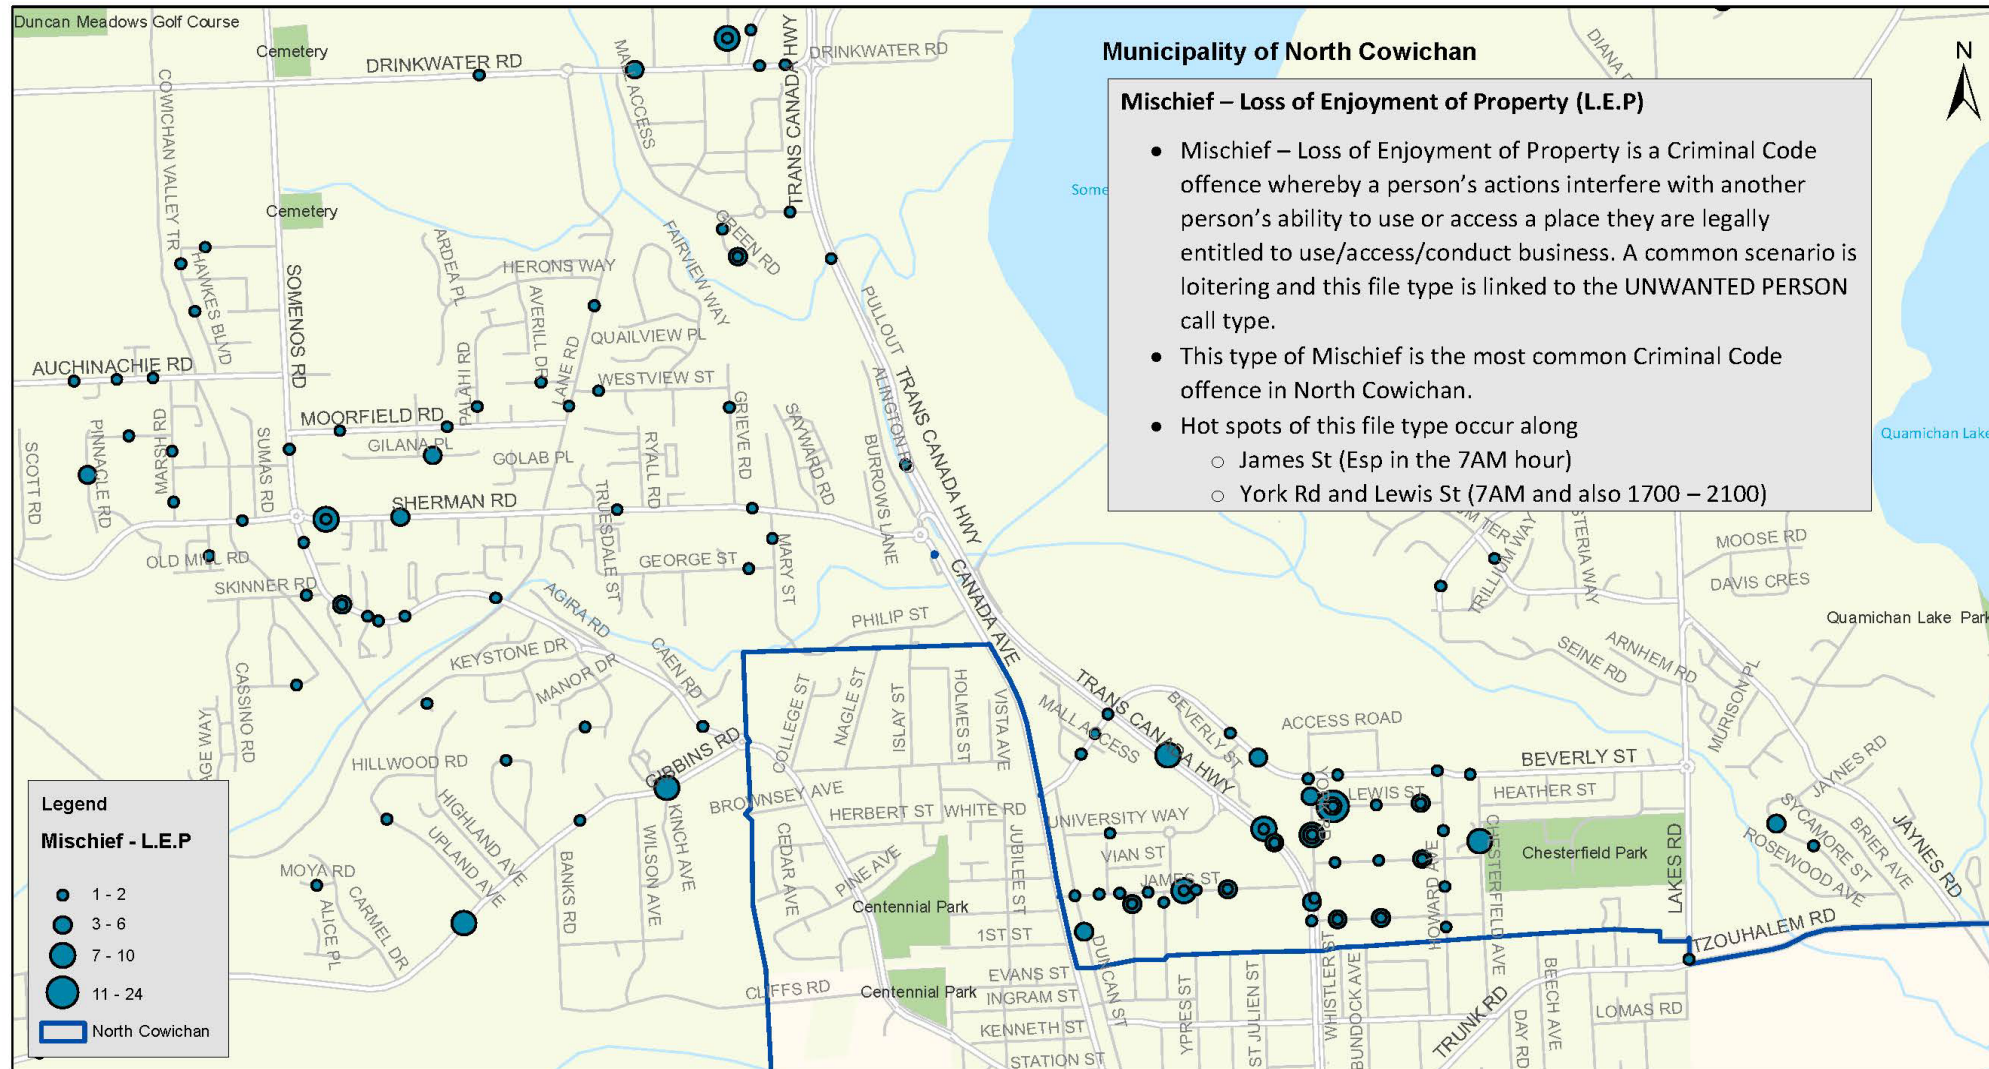 Duncan Meadows Golf Course
Cemetery
DRINKWATER RD
MALL ACCESS
TRANS CANADA HWY
DRINKWATER RD
DIANA
N
Municipality of North Cowichan
Mischief – Loss of Enjoyment of Property (L.E.P)
• Mischief – Loss of Enjoyment of Property is a Criminal Code
offence whereby a person's actions interfere with another
person's ability to use or access a place they are legally
entitled to use/access/conduct business. A common scenario is
loitering and this file type is linked to the UNWANTED PERSON
call type.
• This type of Mischief is the most common Criminal Code
offence in North Cowichan.
• Hot spots of this file type occur along
○ James St (Esp in the 7AM hour)
○ York Rd and Lewis St (7AM and also 1700 – 2100)
Some
COWICHAN VALLEY TR
Cemetery
HAWKES BLVD
SOMENOS RD
ARDEA PL
HERONS WAY
FAIRVIEW WAY
GREEN RD
AVERILL DR
QUAILVIEW PL
PULLOUT
TRANS CANADA HWY
AUCHINACHIE RD
PALAHI RD
LANE RD
WESTVIEW ST
ALINGTON RD
MOORFIELD RD
GRIEVE RD
SAYWARD RD
SCOTT RD
PINNACLE RD
MARSH RD
SUMAS RD
GILANA PL
GOLAB PL
RYALL RD
BURROWS LANE
Quamichan Lake
SHERMAN RD
TRUESDALE ST
OLD MILL RD
GEORGE ST
MARY ST
SKINNER RD
AGIRA RD
CANADA AVE
PHILIP ST
TRILLIUM WAY
STERIA WAY
MOOSE RD
DAVIS CRES
Quamichan Lake Park
ARNHEM RD
SEINE RD
MURISON PL
KEYSTONE DR
MANOR DR
CAEN RD
CASSINO RD
GE WAY
COLLEGE ST
NAGLE ST
ISLAY ST
HOLMES ST
VISTA AVE
MALL ACCESS
TRANS CANADA HWY
BEVERLY ST
ACCESS ROAD
BEVERLY ST
JAYNES RD
HILLWOOD RD
GIBBINS RD
HIGHLAND AVE
UPLAND AVE
KINCH AVE
WILSON AVE
BANKS RD
BROWNSEY AVE
HERBERT ST
WHITE RD
JUBILEE ST
UNIVERSITY WAY
LEWIS ST
HEATHER ST
VIAN ST
JAMES ST
HOWARD AVE
CHESTERFIELD AVE
Chesterfield Park
LAKES RD
SYCAMORE ST
ROSEWOOD AVE
BRIER AVE
JAYNES RD
MOYA RD
ALICE PL
CARMEL DR
CEDAR AVE
PINE AVE
Centennial Park
1ST ST
DUNCAN ST
TZOUHALEM RD
CLIFFS RD
Centennial Park
EVANS ST
INGRAM ST
KENNETH ST
STATION ST
YPRES ST
ST JULIEN ST
WHISTLER ST
BUNDOCK AVE
TRUNK RD
DAY RD
BEECH AVE
LOMAS RD
Legend
Mischief - L.E.P
1 - 2
3 - 6
7 - 10
11 - 24
North Cowichan